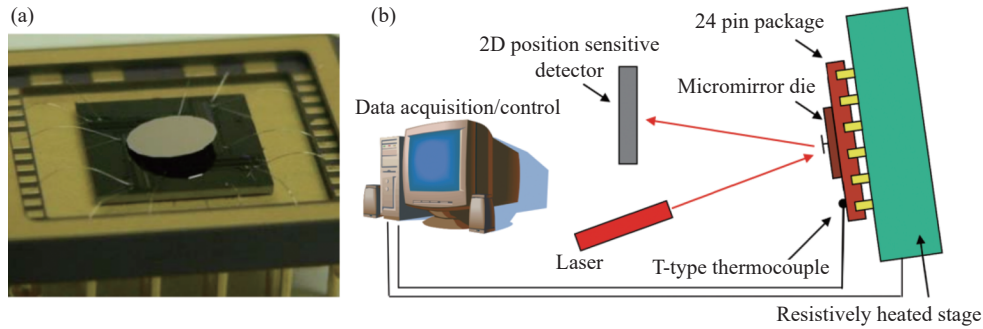 (a)
(b)
24 pin package
2D position sensitive
detector
Micromirror die
Data acquisition/control
Laser
T-type thermocouple
Resistively heated stage